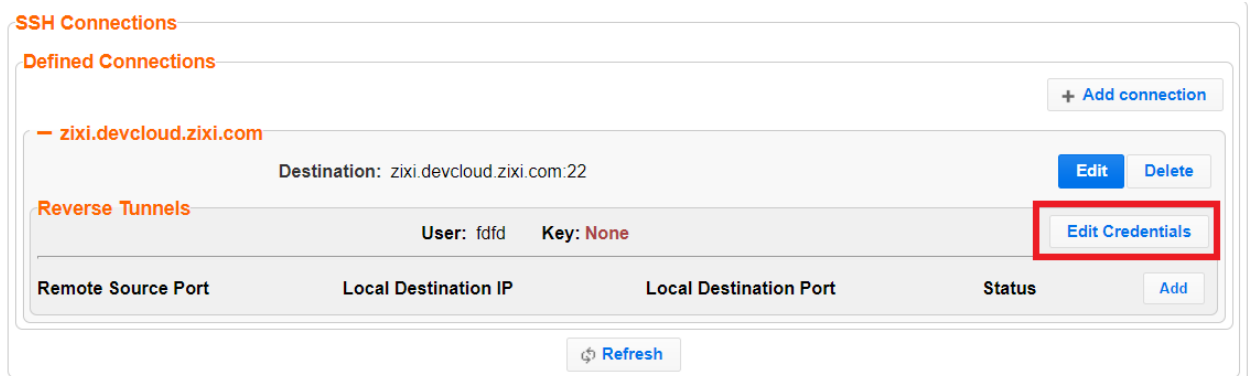 SSH Connections
Defined Connections
+ Add connection
− zixi.devcloud.zixi.com
Destination: zixi.devcloud.zixi.com:22 Edit Delete
Reverse Tunnels
User: fdfd Key: None Edit Credentials
Remote Source Port Local Destination IP Local Destination Port Status Add
Refresh